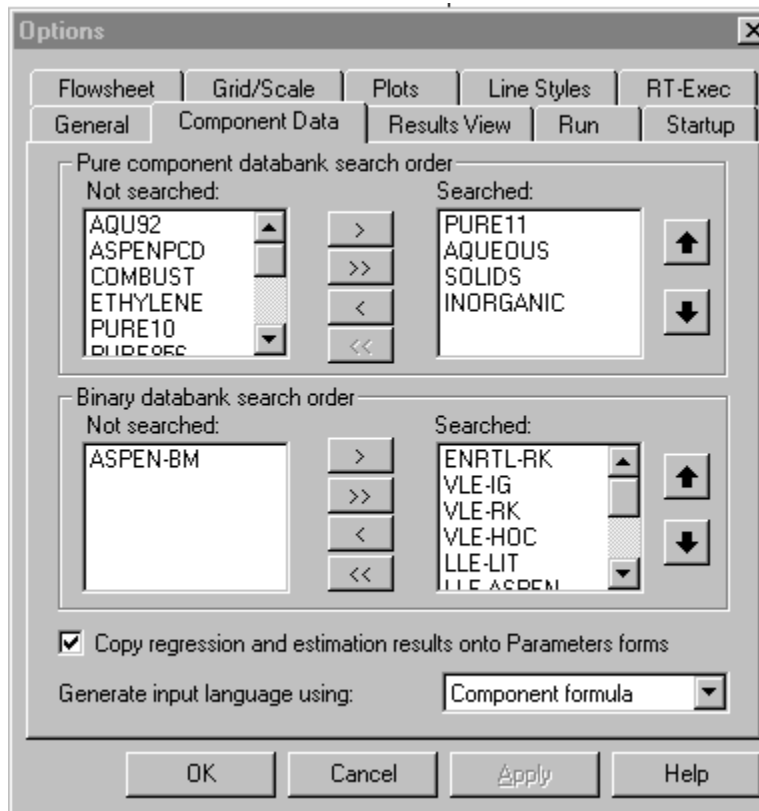 Options
Flowsheet Grid/Scale Plots Line Styles RT-Exec
General Component Data Results View Run Startup
Pure component databank search order
Not searched: Searched:
AQU92 > PURE11
ASPENPCD AQUEOUS
COMBUST >> SOLIDS
ETHYLENE < INORGANIC
PURE10
PURE856 <<
Binary databank search order
Not searched: Searched:
ASPEN-BM > ENRTL-RK
>> VLE-IG
VLE-RK
< VLE-HOC
LLE-LIT
<< LLE-ASPEN
Copy regression and estimation results onto Parameters forms
Generate input language using: Component formula
OK Cancel Apply Help